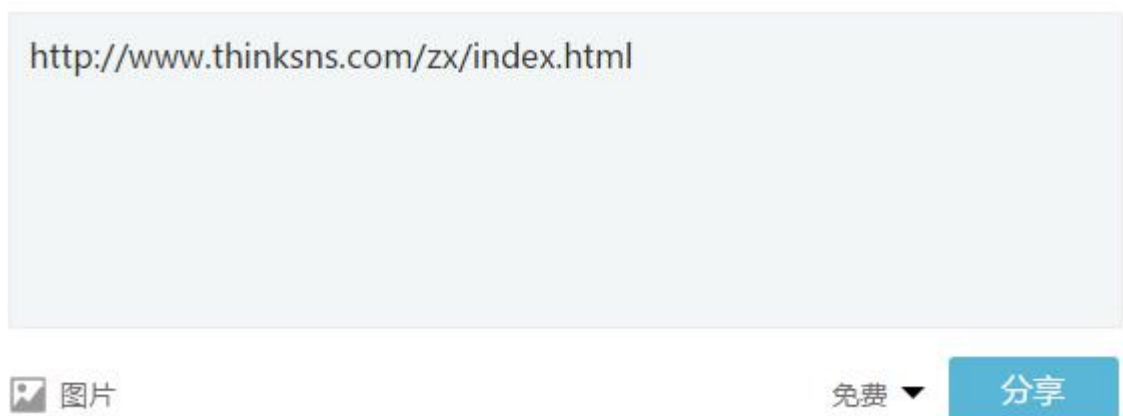 http://www.thinksns.com/zx/index.html
图片 免费 分享